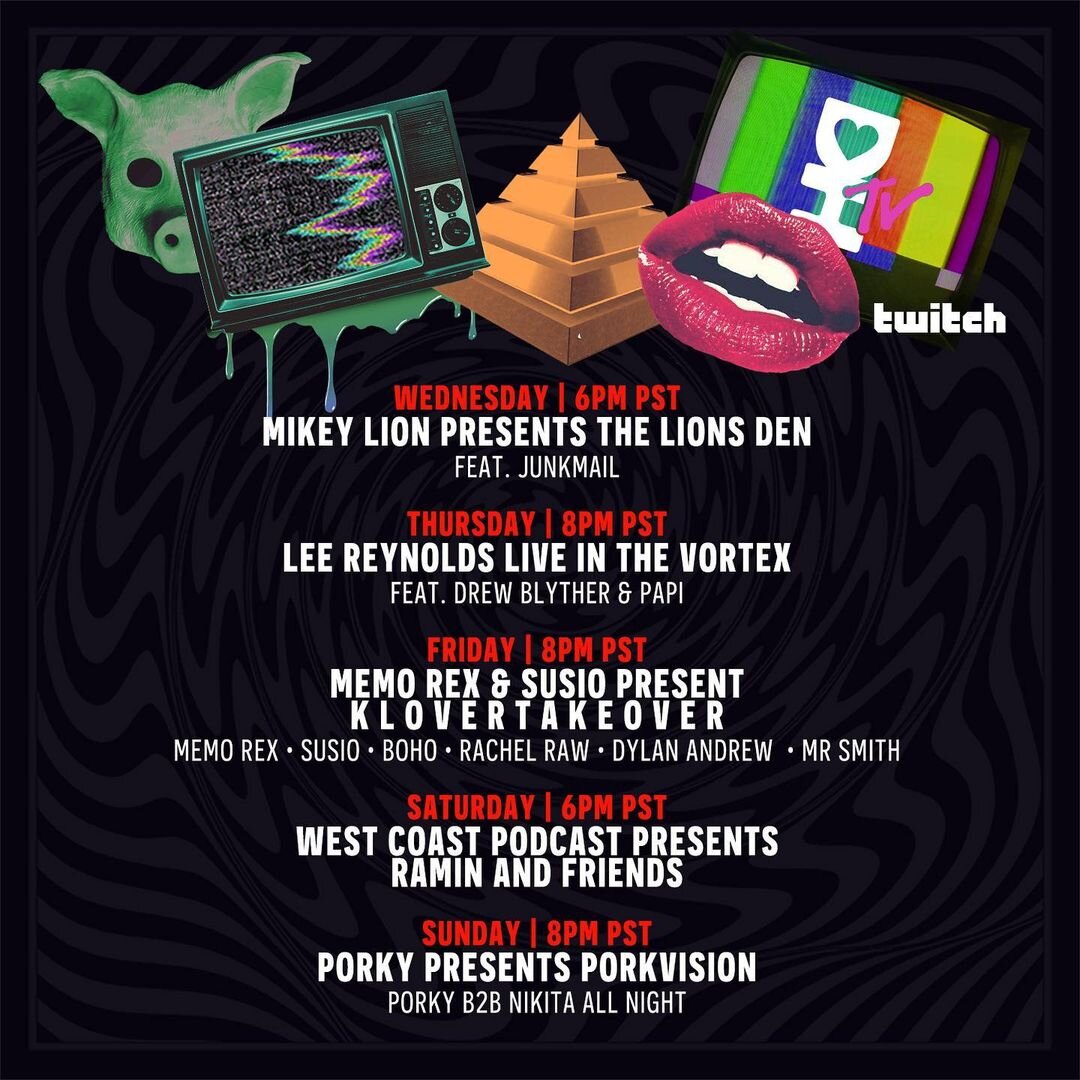 DH
TV
twitch
WEDNESDAY | 6PM PST
MIKEY LION PRESENTS THE LIONS DEN
FEAT. JUNKMAIL
THURSDAY | 8PM PST
LEE REYNOLDS LIVE IN THE VORTEX
FEAT. DREW BLYTHER & PAPI
FRIDAY | 8PM PST
MEMO REX & SUSIO PRESENT
K L O V E R T A K E O V E R
MEMO REX • SUSIO • BOHO • RACHEL RAW • DYLAN ANDREW • MR SMITH
SATURDAY | 6PM PST
WEST COAST PODCAST PRESENTS
RAMIN AND FRIENDS
SUNDAY | 8PM PST
PORKY PRESENTS PORKVISION
PORKY B2B NIKITA ALL NIGHT